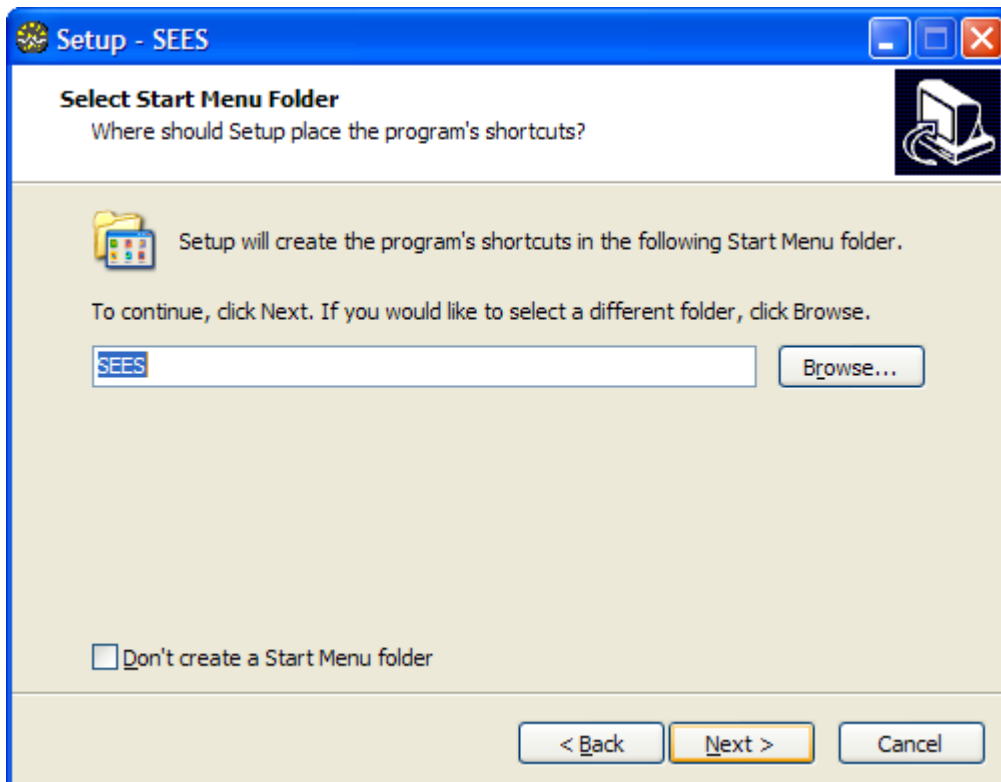 Setup - SEES
Select Start Menu Folder
Where should Setup place the program's shortcuts?
Setup will create the program's shortcuts in the following Start Menu folder.
To continue, click Next. If you would like to select a different folder, click Browse.
SEES
Browse...
Don't create a Start Menu folder
< Back
Next >
Cancel